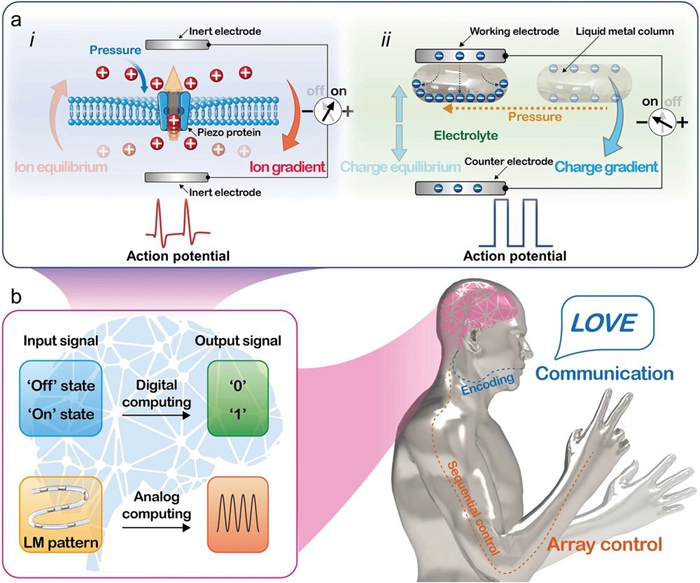 a
i
Inert electrode
Pressure
off
on
− +
Piezo protein
Ion equilibrium
Ion gradient
Inert electrode
Action potential
ii
Working electrode
Liquid metal column
on off
− +
Pressure
Electrolyte
Charge equilibrium
Counter electrode
Charge gradient
Action potential
b
Input signal
Output signal
‘Off’ state
‘On’ state
Digital
computing
‘0’
‘1’
LM pattern
Analog
computing
LOVE
Communication
Encoding
Sequential control
Array control